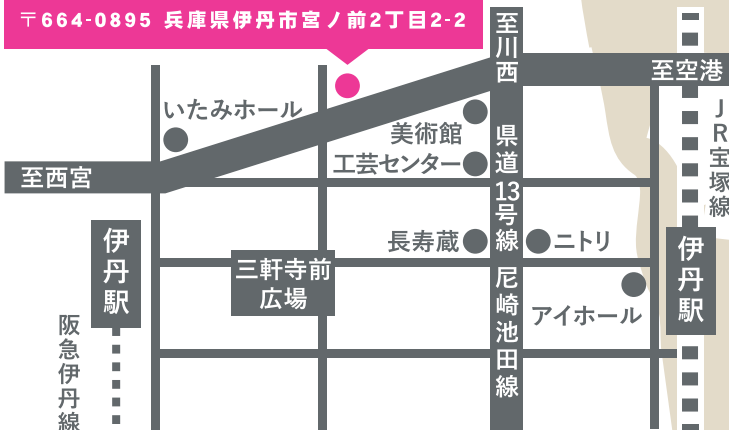 〒664-0895 兵庫県伊丹市宮ノ前2丁目2-2
至川西
至空港
いたみホール
美術館
工芸センター
県道13号線
JR宝塚線
至西宮
長寿蔵
ニトリ
伊丹駅
三軒寺前
広場
伊丹駅
尼崎池田線
アイホール
阪急伊丹線